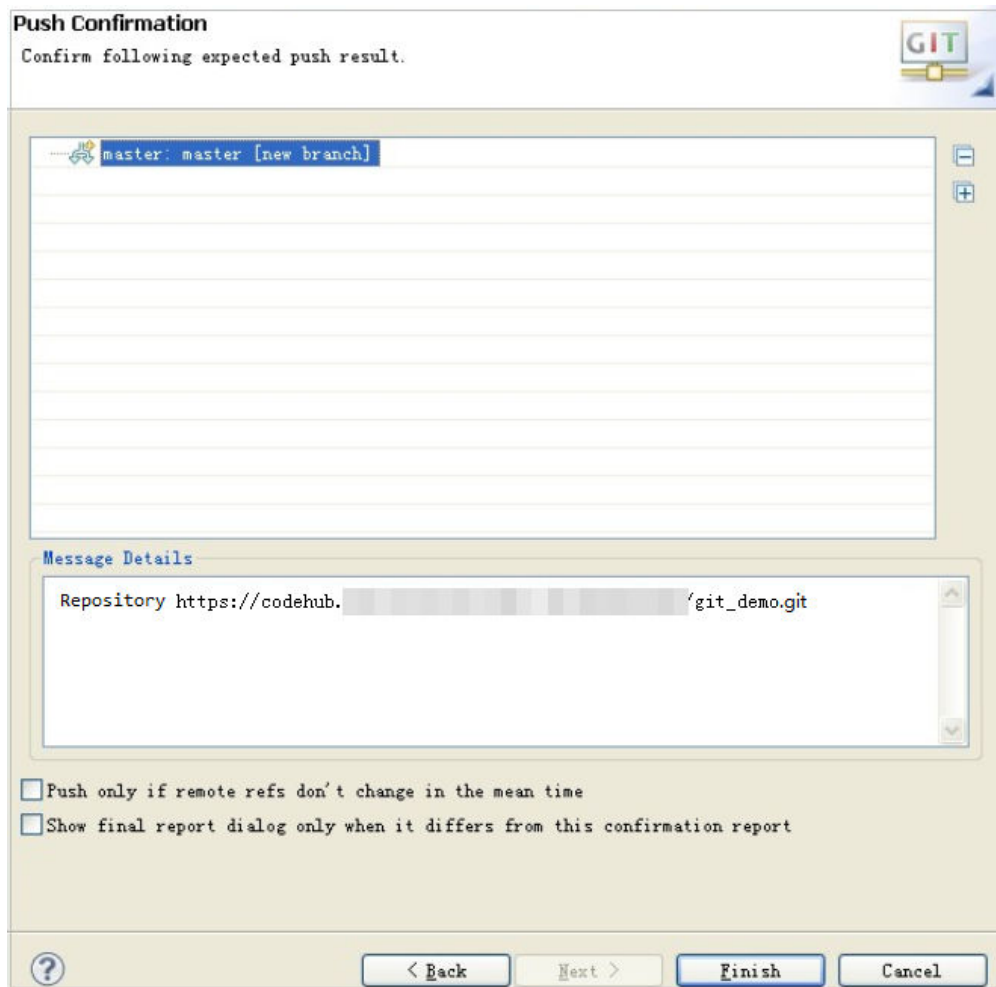 Push Confirmation
Confirm following expected push result.
GIT
master: master [new branch]
Message Details
Repository https://codehub. /git_demo.git
Push only if remote refs don't change in the mean time
Show final report dialog only when it differs from this confirmation report
? < Back Next > Finish Cancel